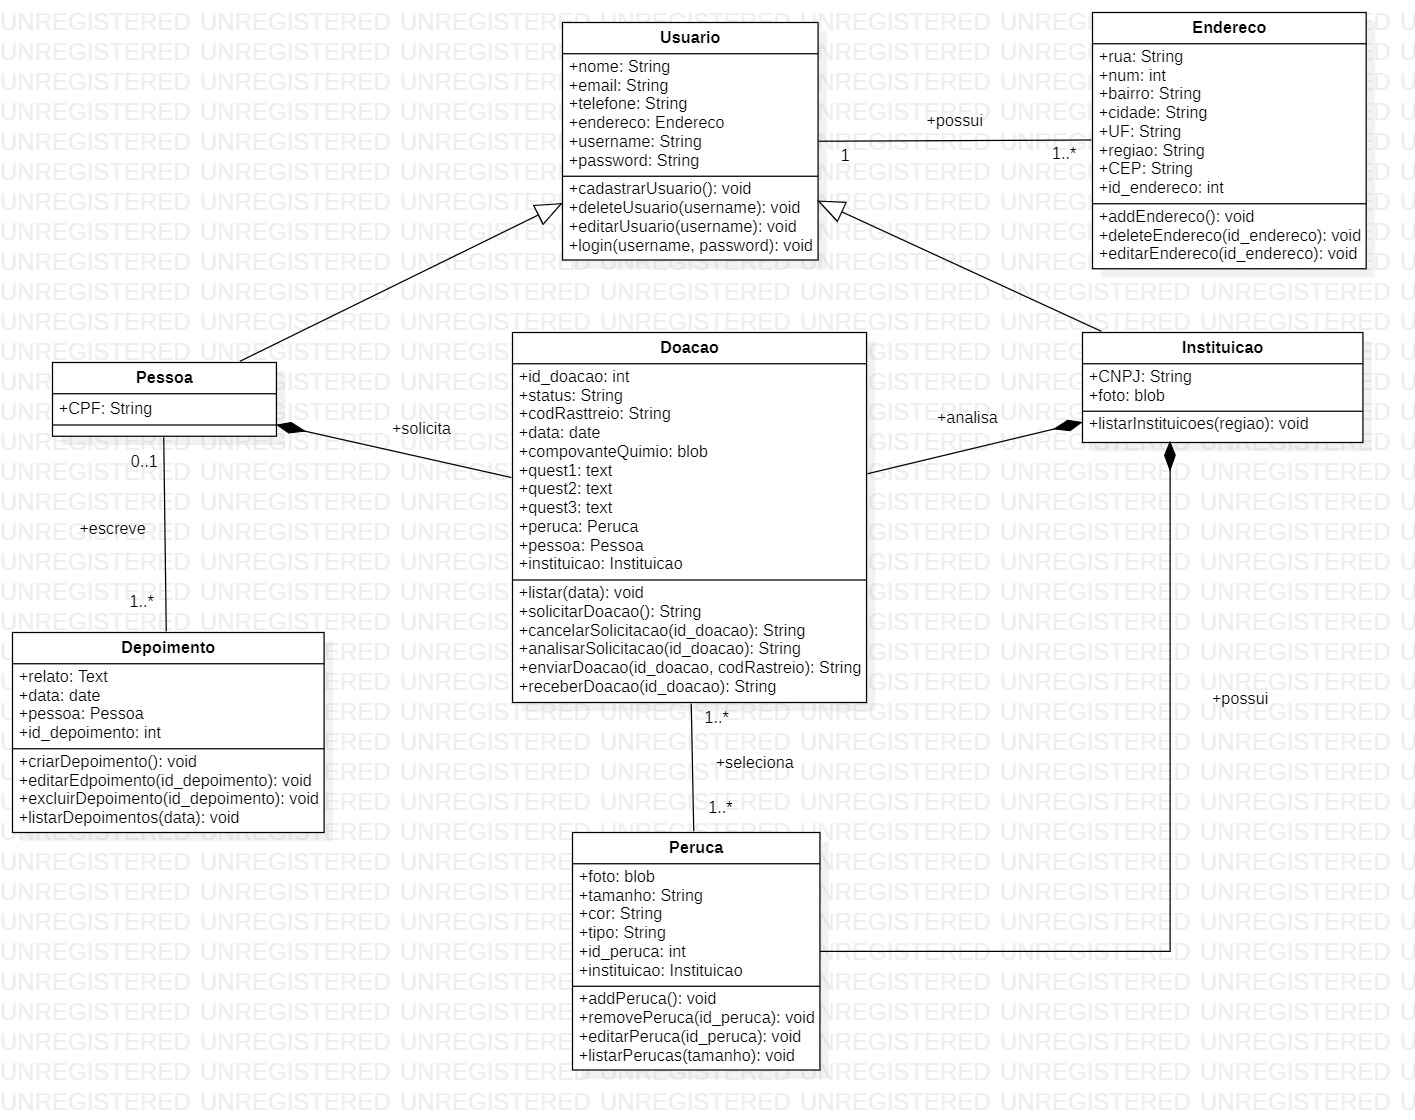 Usuario
+nome: String
+email: String
+telefone: String
+endereco: Endereco
+username: String
+password: String
+cadastrarUsuario(): void
+deleteUsuario(username): void
+editarUsuario(username): void
+login(username, password): void
+possui
1
1..*
Endereco
+rua: String
+num: int
+bairro: String
+cidade: String
+UF: String
+regiao: String
+CEP: String
+id_endereco: int
+addEndereco(): void
+deleteEndereco(id_endereco): void
+editarEndereco(id_endereco): void
Pessoa
+CPF: String
+solicita
Doacao
+id_doacao: int
+status: String
+codRasttreio: String
+data: date
+compovanteQuimio: blob
+quest1: text
+quest2: text
+quest3: text
+peruca: Peruca
+pessoa: Pessoa
+instituicao: Instituicao
+listar(data): void
+solicitarDoacao(): String
+cancelarSolicitacao(id_doacao): String
+analisarSolicitacao(id_doacao): String
+enviarDoacao(id_doacao, codRastreio): String
+receberDoacao(id_doacao): String
+analisa
Instituicao
+CNPJ: String
+foto: blob
+listarInstituicoes(regiao): void
0..1
+escreve
1..*
Depoimento
+relato: Text
+data: date
+pessoa: Pessoa
+id_depoimento: int
+criarDepoimento(): void
+editarEdpoimento(id_depoimento): void
+excluirDepoimento(id_depoimento): void
+listarDepoimentos(data): void
1..*
+seleciona
1..*
+possui
Peruca
+foto: blob
+tamanho: String
+cor: String
+tipo: String
+id_peruca: int
+instituicao: Instituicao
+addPeruca(): void
+removePeruca(id_peruca): void
+editarPeruca(id_peruca): void
+listarPerucas(tamanho): void
UNREGISTERED